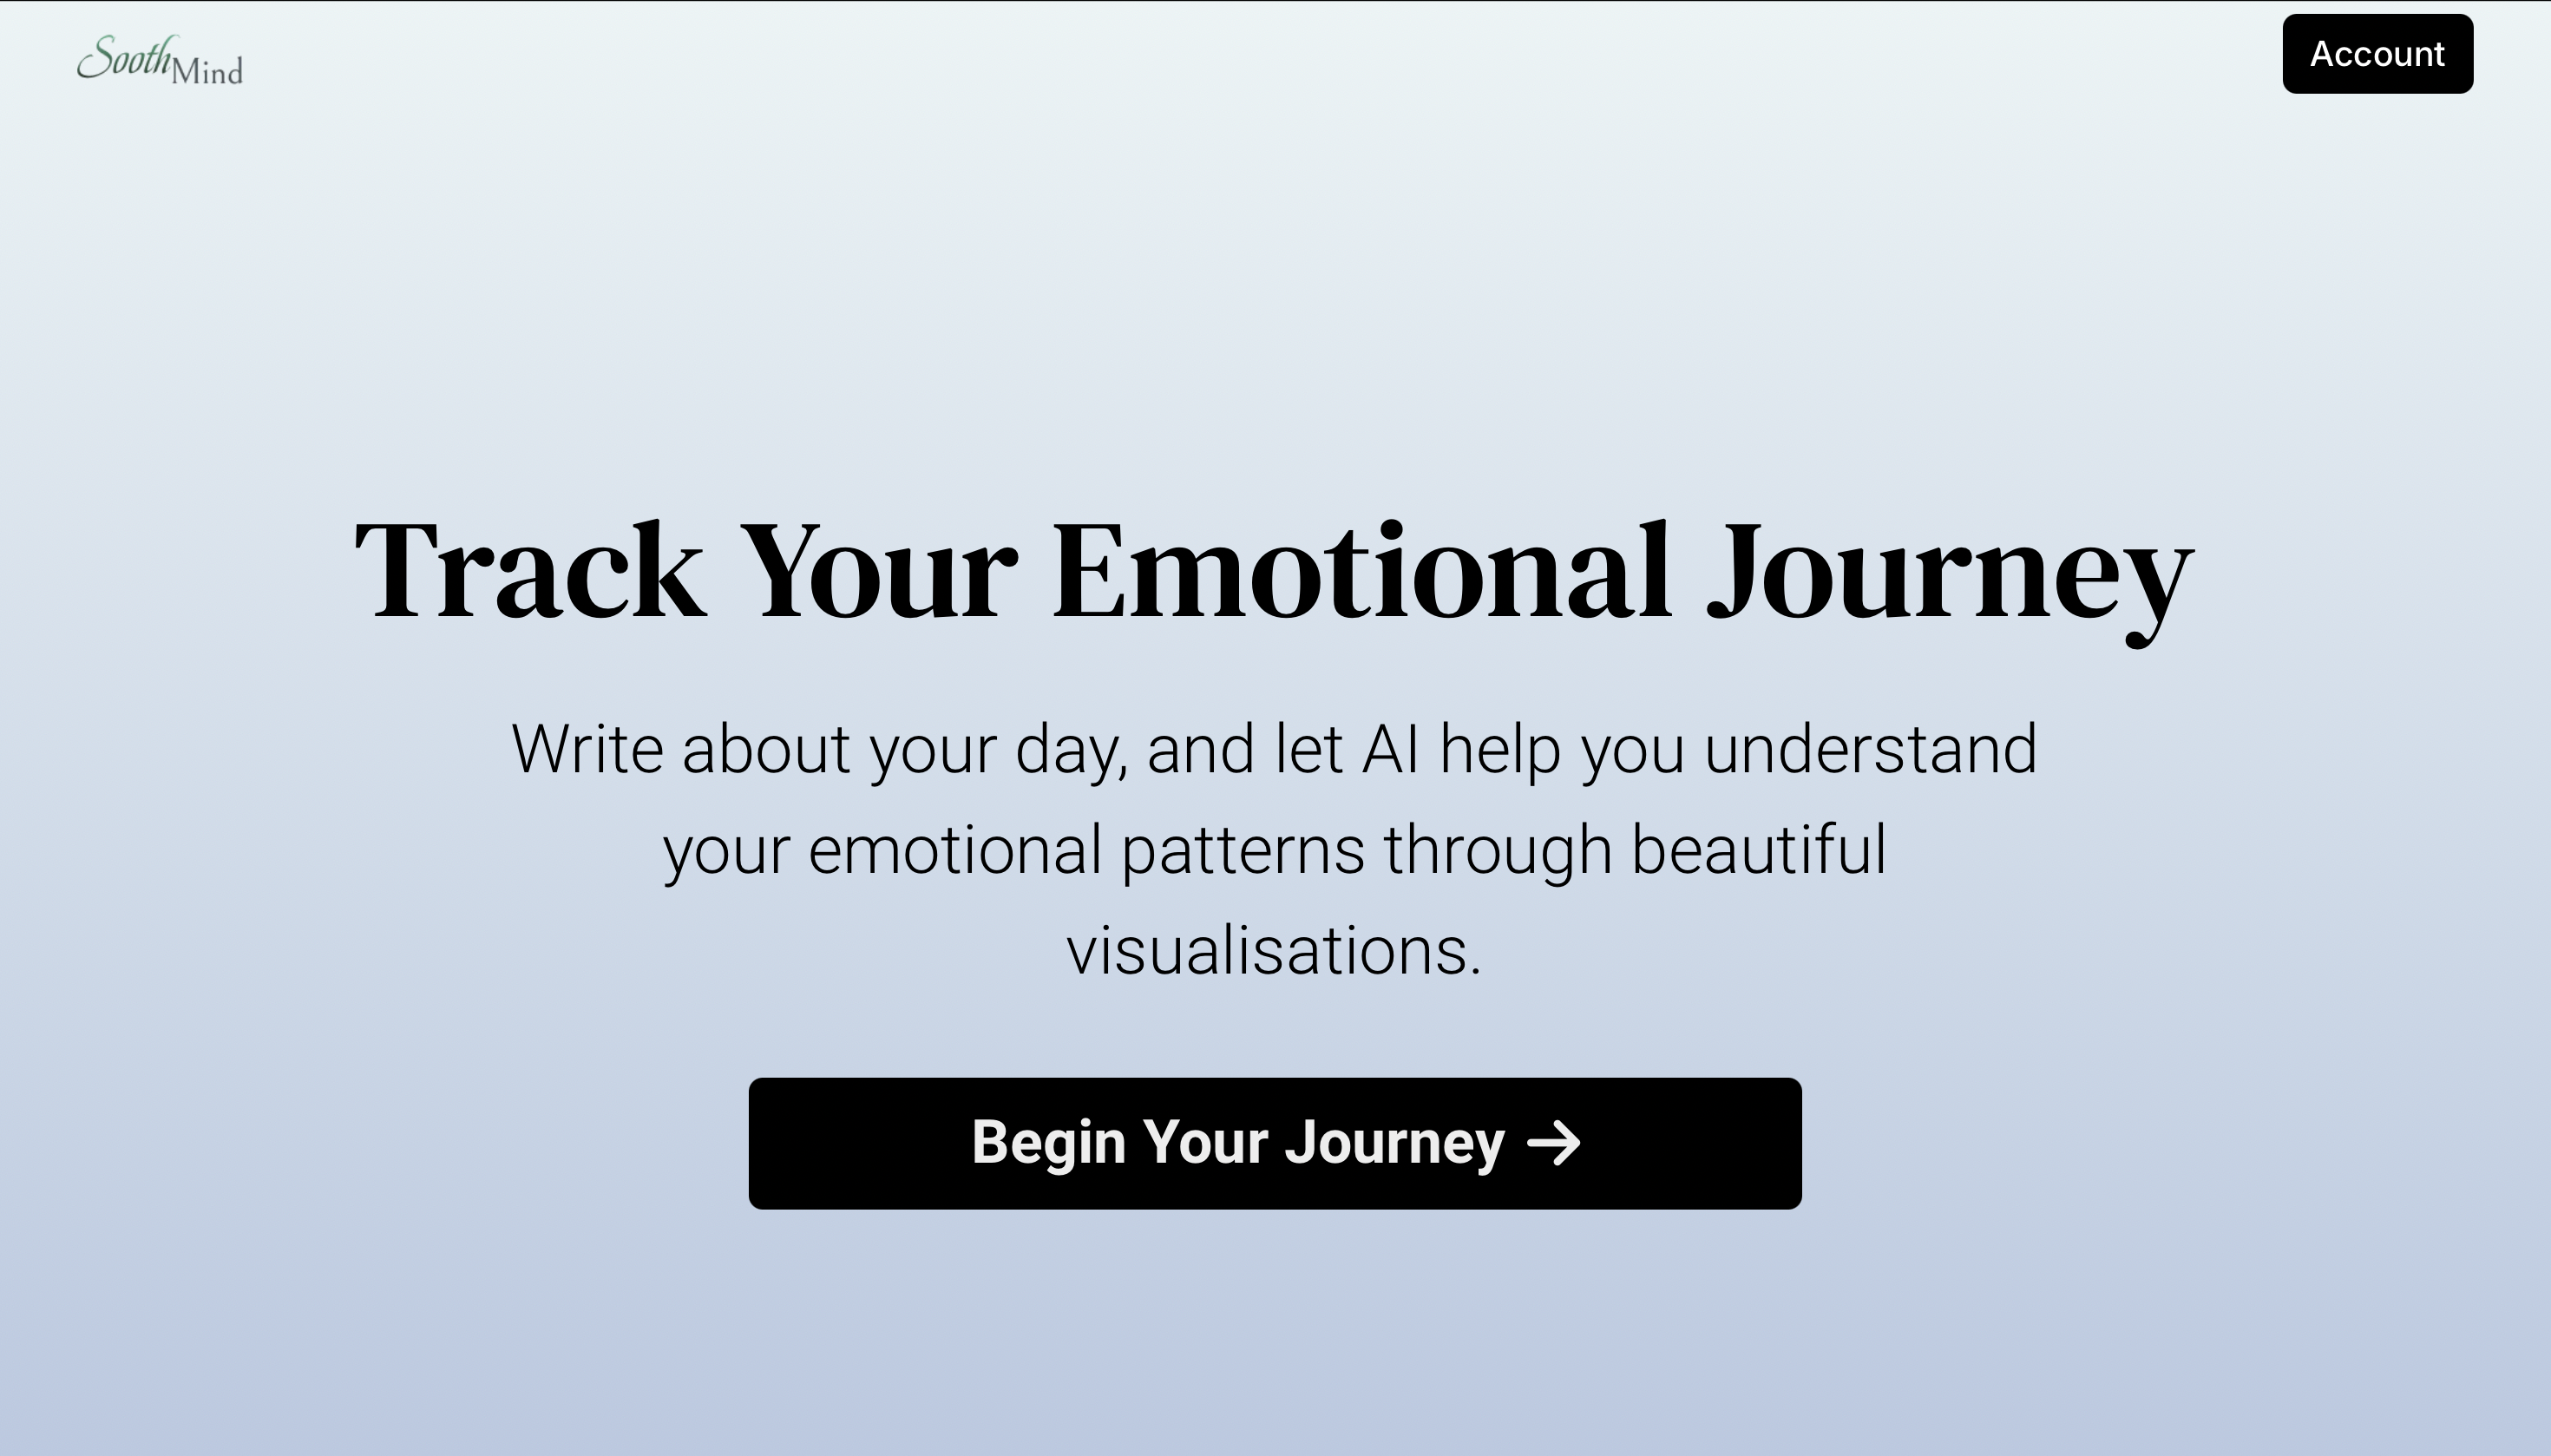 SoothMind
Account
Track Your Emotional Journey
Write about your day, and let AI help you understand
your emotional patterns through beautiful
visualisations.
Begin Your Journey →